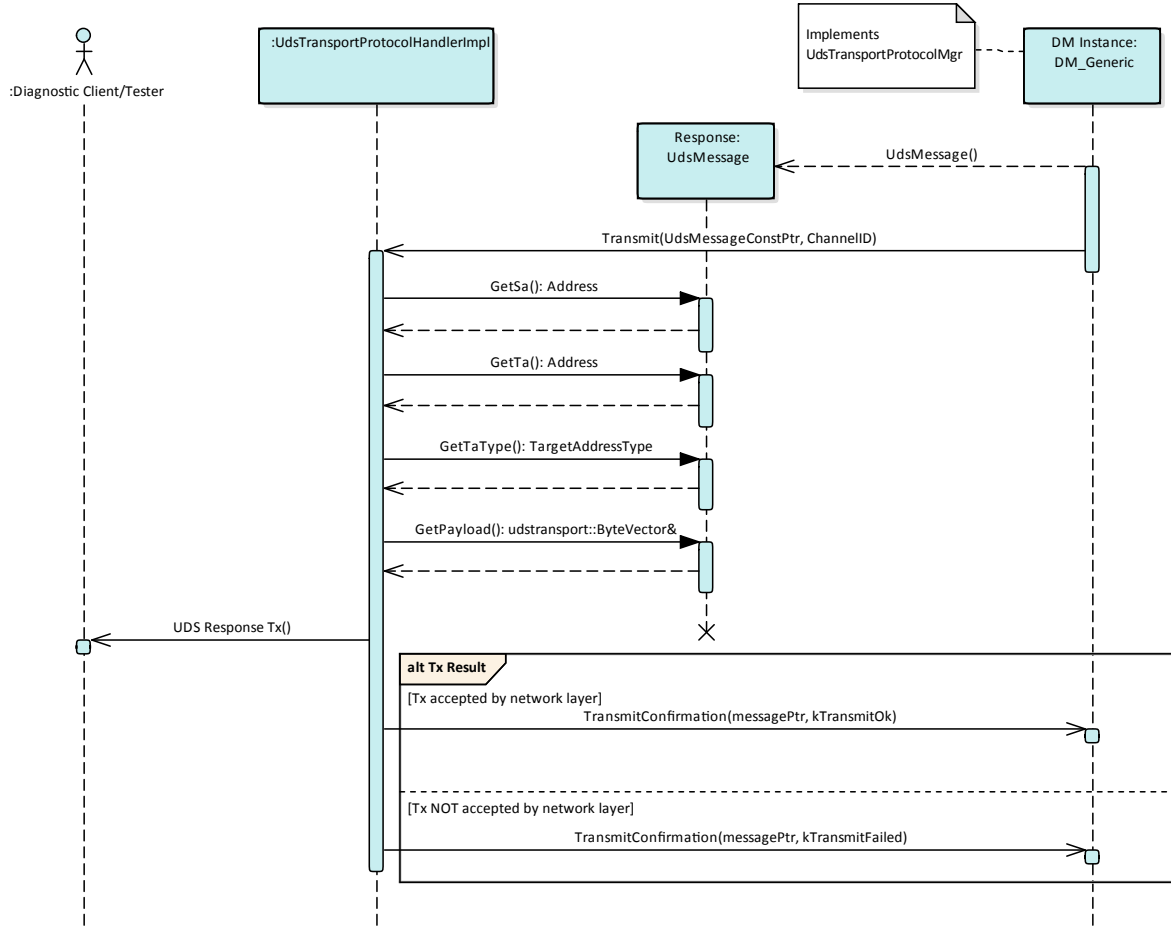 Implements
UdsTransportProtocolMgr
:UdsTransportProtocolHandlerImpl
DM Instance:
DM_Generic
:Diagnostic Client/Tester
Response:
UdsMessage
UdsMessage()
Transmit(UdsMessageConstPtr, ChannelID)
GetSa(): Address
GetTa(): Address
GetTaType(): TargetAddressType
GetPayload(): udstransport::ByteVector&
UDS Response Tx()
alt Tx Result
[Tx accepted by network layer]
TransmitConfirmation(messagePtr, kTransmitOk)
[Tx NOT accepted by network layer]
TransmitConfirmation(messagePtr, kTransmitFailed)